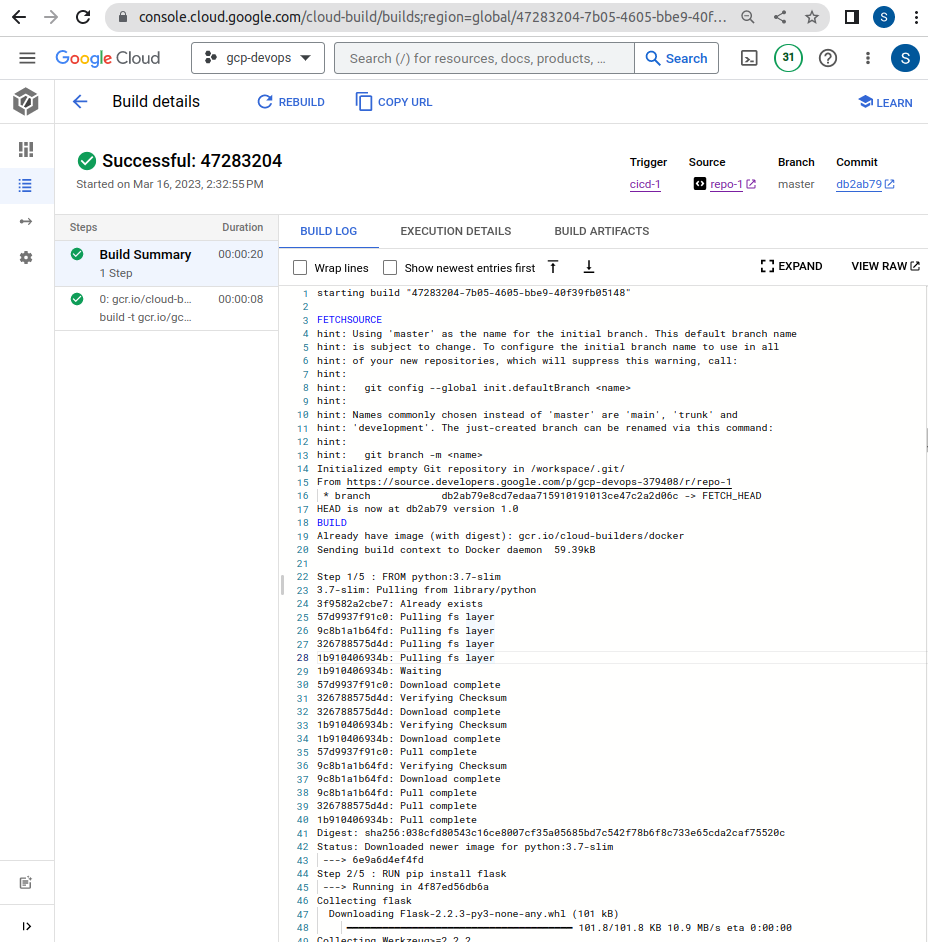 console.cloud.google.com/cloud-build/builds;region=global/47283204-7b05-4605-bbe9-40f...
S
Google Cloud
gcp-devops
Search (/) for resources, docs, products, ...
Search
31
S
Build details
REBUILD
COPY URL
LEARN
Successful: 47283204
Started on Mar 16, 2023, 2:32:55 PM
Trigger
Source
Branch
Commit
cicd-1
repo-1
master
db2ab79
Steps
Duration
Build Summary
00:00:20
1 Step
0: gcr.io/cloud-b...
00:00:08
build -t gcr.io/gc...
BUILD LOG
EXECUTION DETAILS
BUILD ARTIFACTS
Wrap lines
Show newest entries first
EXPAND
VIEW RAW
1 starting build "47283204-7b05-4605-bbe9-40f39fb05148"
2
3 FETCHSOURCE
4 hint: Using 'master' as the name for the initial branch. This default branch name
5 hint: is subject to change. To configure the initial branch name to use in all
6 hint: of your new repositories, which will suppress this warning, call:
7 hint:
8 hint:   git config --global init.defaultBranch <name>
9 hint:
10 hint: Names commonly chosen instead of 'master' are 'main', 'trunk' and
11 hint: 'development'. The just-created branch can be renamed via this command:
12 hint:
13 hint:   git branch -m <name>
14 Initialized empty Git repository in /workspace/.git/
15 From https://source.developers.google.com/p/gcp-devops-379408/r/repo-1
16  * branch            db2ab79e8cd7edaa715910191013ce47c2a2d06c -> FETCH_HEAD
17 HEAD is now at db2ab79 version 1.0
18 BUILD
19 Already have image (with digest): gcr.io/cloud-builders/docker
20 Sending build context to Docker daemon  59.39kB
21
22 Step 1/5 : FROM python:3.7-slim
23 3.7-slim: Pulling from library/python
24 3f9582a2cbe7: Already exists
25 57d9937f91c0: Pulling fs layer
26 9c8b1a1b64fd: Pulling fs layer
27 326788575d4d: Pulling fs layer
28 1b910406934b: Pulling fs layer
29 1b910406934b: Waiting
30 57d9937f91c0: Download complete
31 326788575d4d: Verifying Checksum
32 326788575d4d: Download complete
33 1b910406934b: Verifying Checksum
34 1b910406934b: Download complete
35 57d9937f91c0: Pull complete
36 9c8b1a1b64fd: Verifying Checksum
37 9c8b1a1b64fd: Download complete
38 9c8b1a1b64fd: Pull complete
39 326788575d4d: Pull complete
40 1b910406934b: Pull complete
41 Digest: sha256:038cfd80543c16ce8007cf35a05685bd7c542f78b6f8c733e65cda2caf75520c
42 Status: Downloaded newer image for python:3.7-slim
43  ---> 6e9a6d4ef4fd
44 Step 2/5 : RUN pip install flask
45  ---> Running in 4f87ed56db6a
46 Collecting flask
47   Downloading Flask-2.2.3-py3-none-any.whl (101 kB)
48 101.8/101.8 KB 10.9 MB/s eta 0:00:00
49 Collecting Werkzeug>=2.2.2